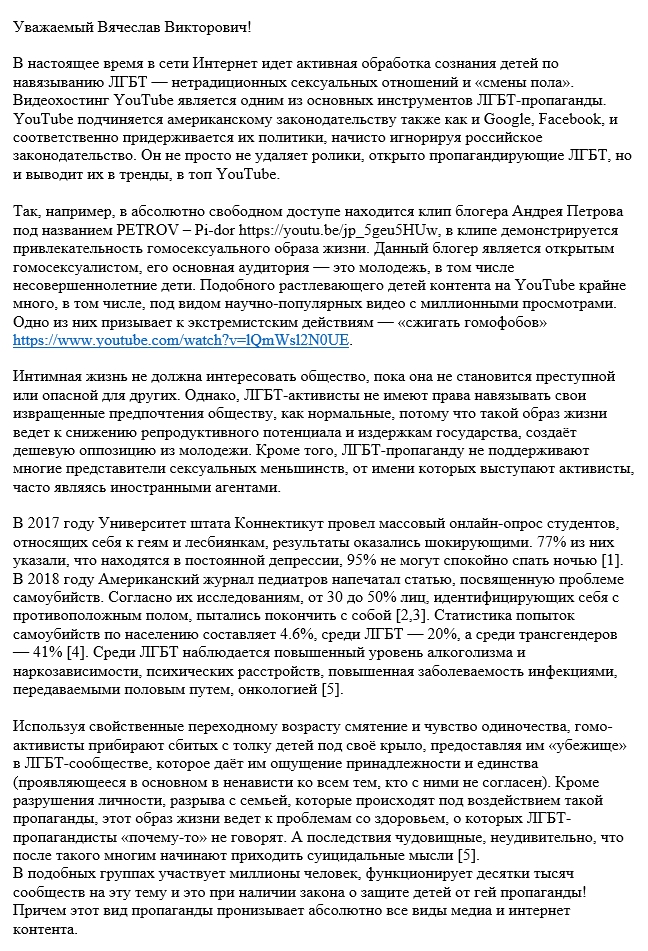 Уважаемый Вячеслав Викторович!
В настоящее время в сети Интернет идет активная обработка сознания детей по
навязыванию ЛГБТ — нетрадиционных сексуальных отношений и «смены пола».
Видеохостинг YouTube является одним из основных инструментов ЛГБТ-пропаганды.
YouTube подчиняется американскому законодательству также как и Google, Facebook, и
соответственно придерживается их политики, начисто игнорируя российское
законодательство. Он не просто не удаляет ролики, открыто пропагандирующие ЛГБТ, но
и выводит их в тренды, в топ YouTube.
Так, например, в абсолютно свободном доступе находится клип блогера Андрея Петрова
под названием PETROV – Pi-dor https://youtu.be/jp_5geu5HUw, в клипе демонстрируется
привлекательность гомосексуального образа жизни. Данный блогер является открытым
гомосексуалистом, его основная аудитория — это молодежь, в том числе
несовершеннолетние дети. Подобного растлевающего детей контента на YouTube крайне
много, в том числе, под видом научно-популярных видео с миллионными просмотрами.
Одно из них призывает к экстремистским действиям — «сжигать гомофобов»
https://www.youtube.com/watch?v=lQmWsl2N0UE.
Интимная жизнь не должна интересовать общество, пока она не становится преступной
или опасной для других. Однако, ЛГБТ-активисты не имеют права навязывать свои
извращенные предпочтения обществу, как нормальные, потому что такой образ жизни
ведет к снижению репродуктивного потенциала и издержкам государства, создаёт
дешевую оппозицию из молодежи. Кроме того, ЛГБТ-пропаганду не поддерживают
многие представители сексуальных меньшинств, от имени которых выступают активисты,
часто являясь иностранными агентами.
В 2017 году Университет штата Коннектикут провел массовый онлайн-опрос студентов,
относящих себя к геям и лесбиянкам, результаты оказались шокирующими. 77% из них
указали, что находятся в постоянной депрессии, 95% не могут спокойно спать ночью [1].
В 2018 году Американский журнал педиатров напечатал статью, посвященную проблеме
самоубийств. Согласно их исследованиям, от 30 до 50% лиц, идентифицирующих себя с
противоположным полом, пытались покончить с собой [2,3]. Статистика попыток
самоубийств по населению составляет 4.6%, среди ЛГБТ — 20%, а среди трансгендеров
— 41% [4]. Среди ЛГБТ наблюдается повышенный уровень алкоголизма и
наркозависимости, психических расстройств, повышенная заболеваемость инфекциями,
передаваемыми половым путем, онкологией [5].
Используя свойственные переходному возрасту смятение и чувство одиночества, гомо-
активисты прибирают сбитых с толку детей под своё крыло, предоставляя им «убежище»
в ЛГБТ-сообществе, которое даёт им ощущение принадлежности и единства
(проявляющееся в основном в ненависти ко всем тем, кто с ними не согласен). Кроме
разрушения личности, разрыва с семьей, которые происходят под воздействием такой
пропаганды, этот образ жизни ведет к проблемам со здоровьем, о которых ЛГБТ-
пропагандисты «почему-то» не говорят. А последствия чудовищные, неудивительно, что
после такого многим начинают приходить суицидальные мысли [5].
В подобных группах участвует миллионы человек, функционирует десятки тысяч
сообществ на эту тему и это при наличии закона о защите детей от гей пропаганды!
Причем этот вид пропаганды пронизывает абсолютно все виды медиа и интернет
контента.